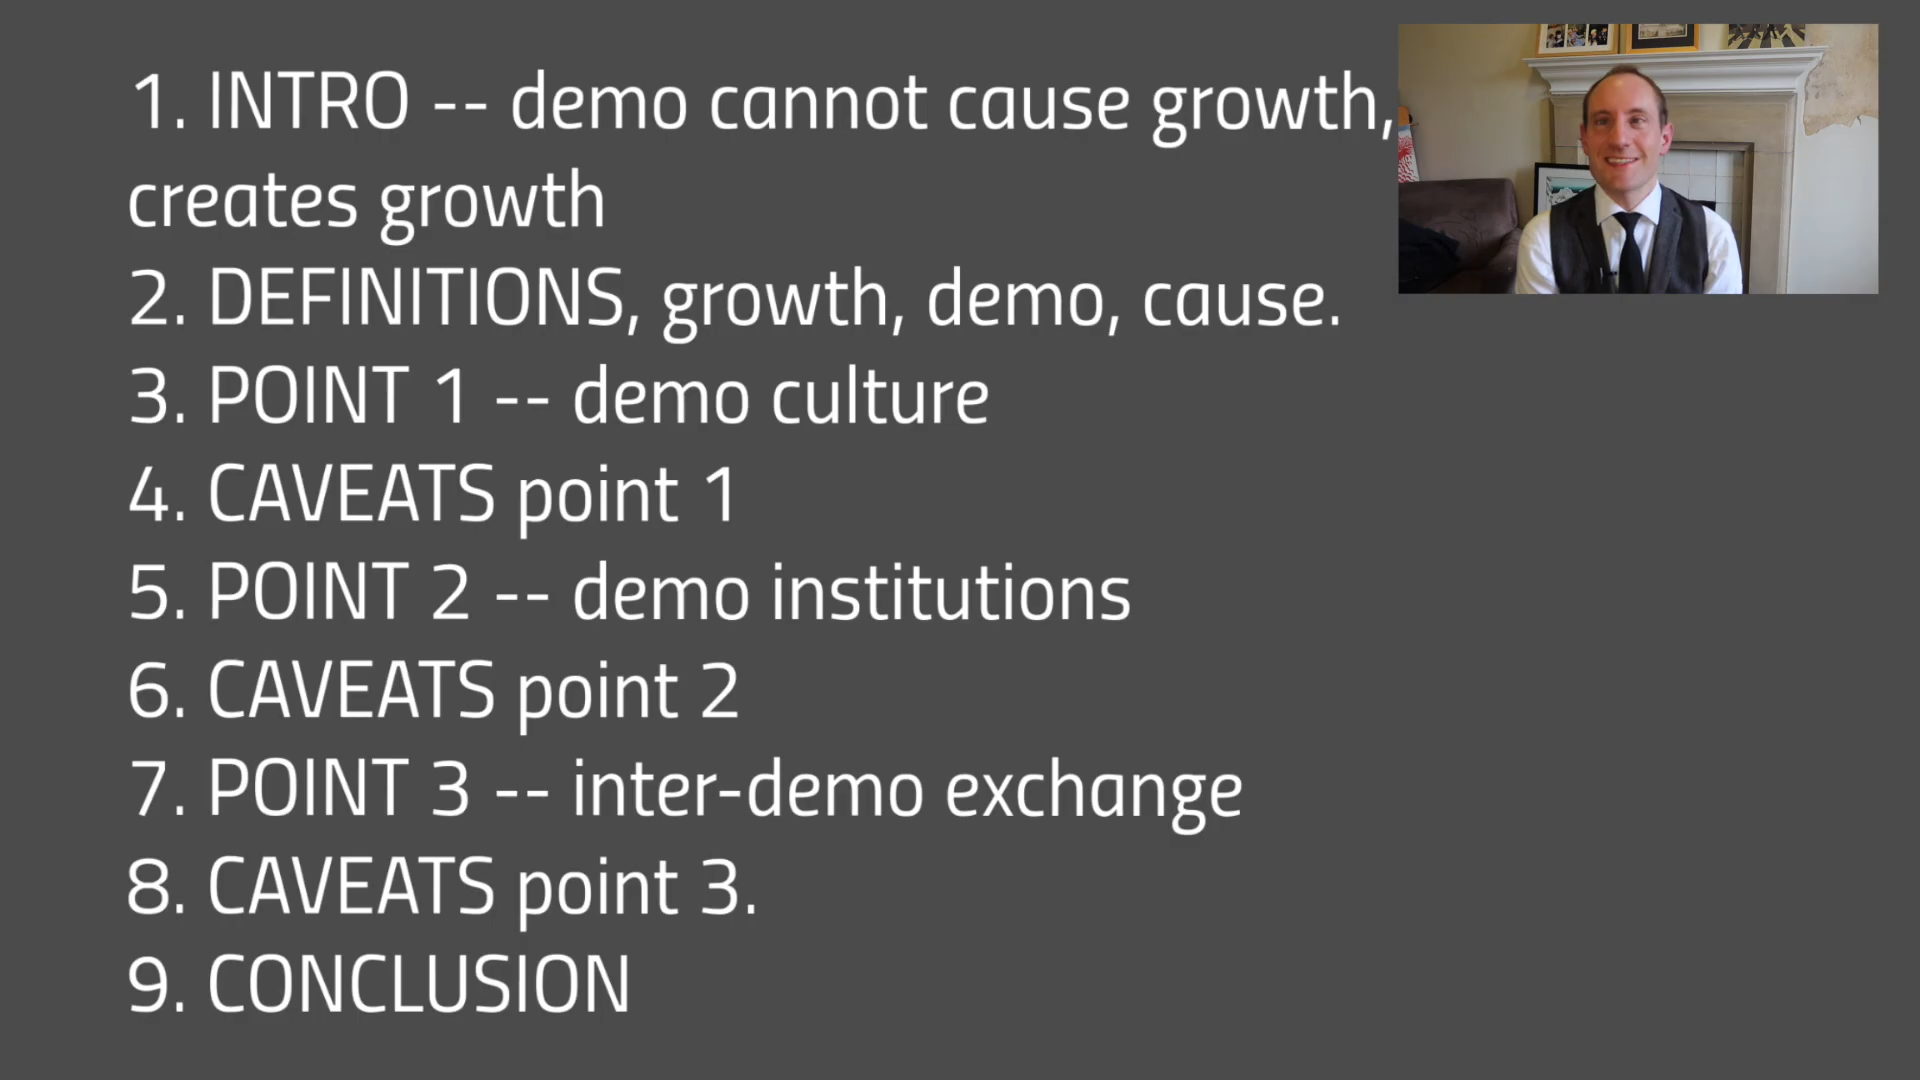 1. INTRO -- demo cannot cause growth,
creates growth
2. DEFINITIONS, growth, demo, cause.
3. POINT 1 -- demo culture
4. CAVEATS point 1
5. POINT 2 -- demo institutions
6. CAVEATS point 2
7. POINT 3 -- inter-demo exchange
8. CAVEATS point 3.
9. CONCLUSION